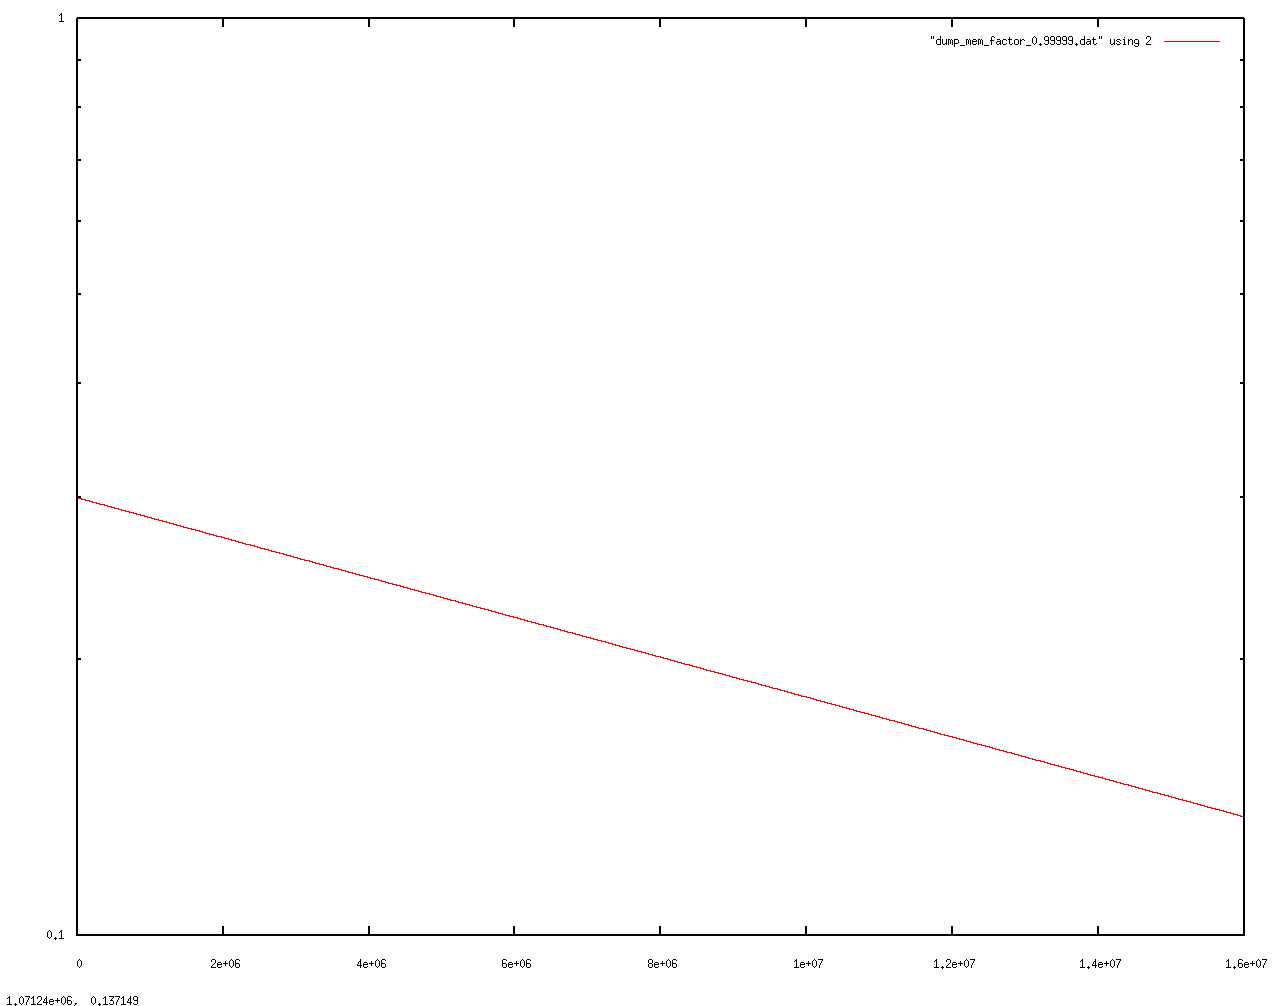 1
"dump_mem_factor_0.99999.dat" using 2
0.1
0 2e+06 4e+06 6e+06 8e+06 1e+07 1.2e+07 1.4e+07 1.6e+07
1.07124e+06, 0.137149